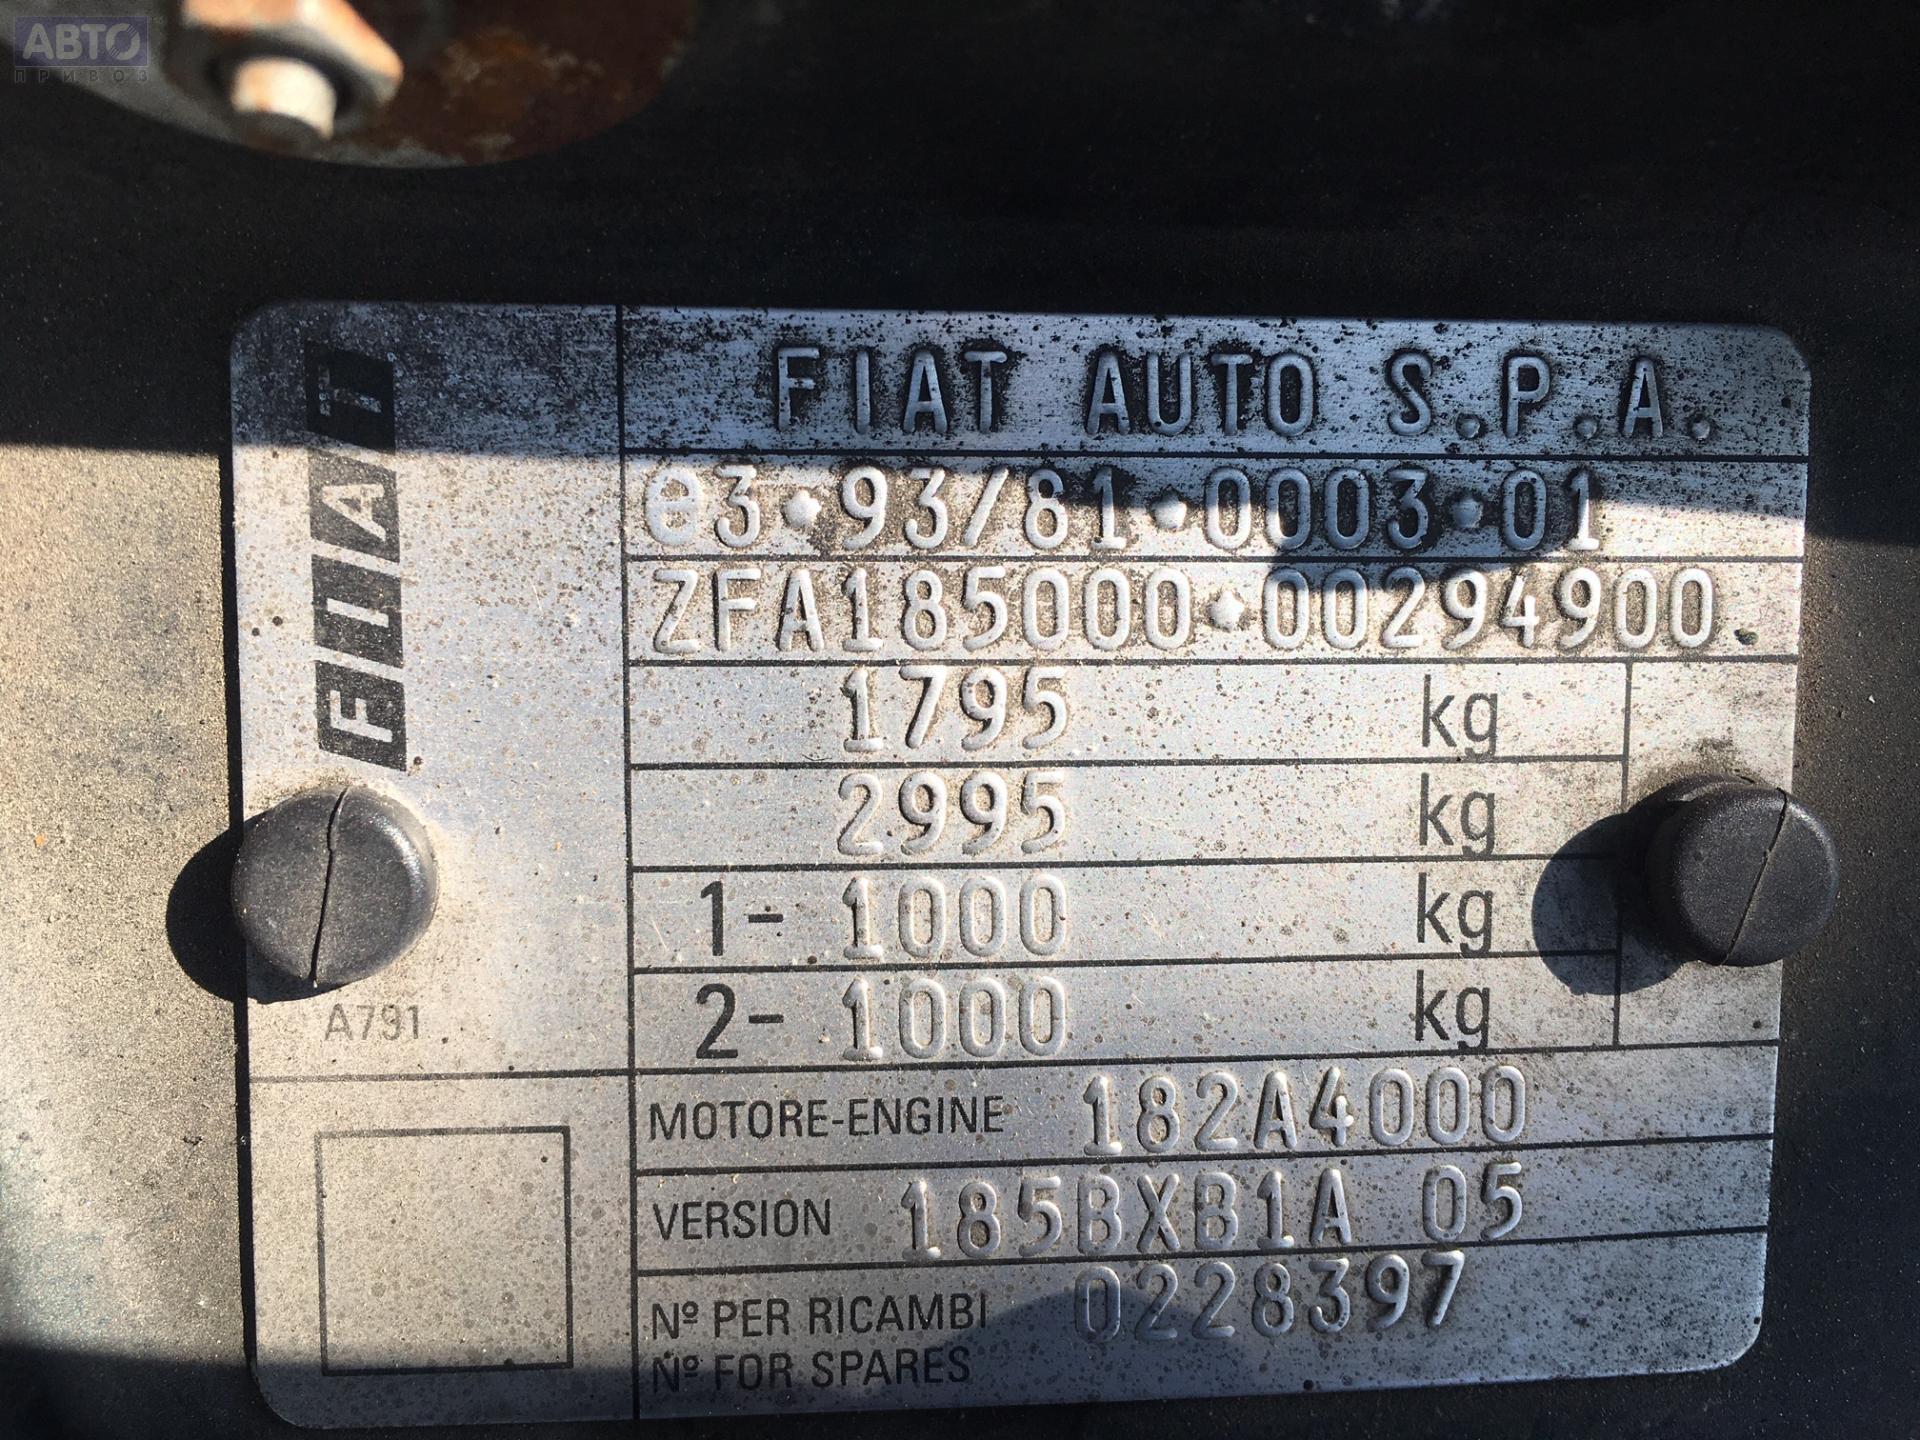 АВТО
ПРИВОЗ
FIAT
FIAT AUTO S.P.A.
e3*93/81*0003*01
ZFA185000*00294900
1795 kg
2995 kg
1- 1000 kg
2- 1000 kg
A791
MOTORE-ENGINE 182A4000
VERSION 185BXB1A 05
Nº PER RICAMBI 0228397
Nº FOR SPARES